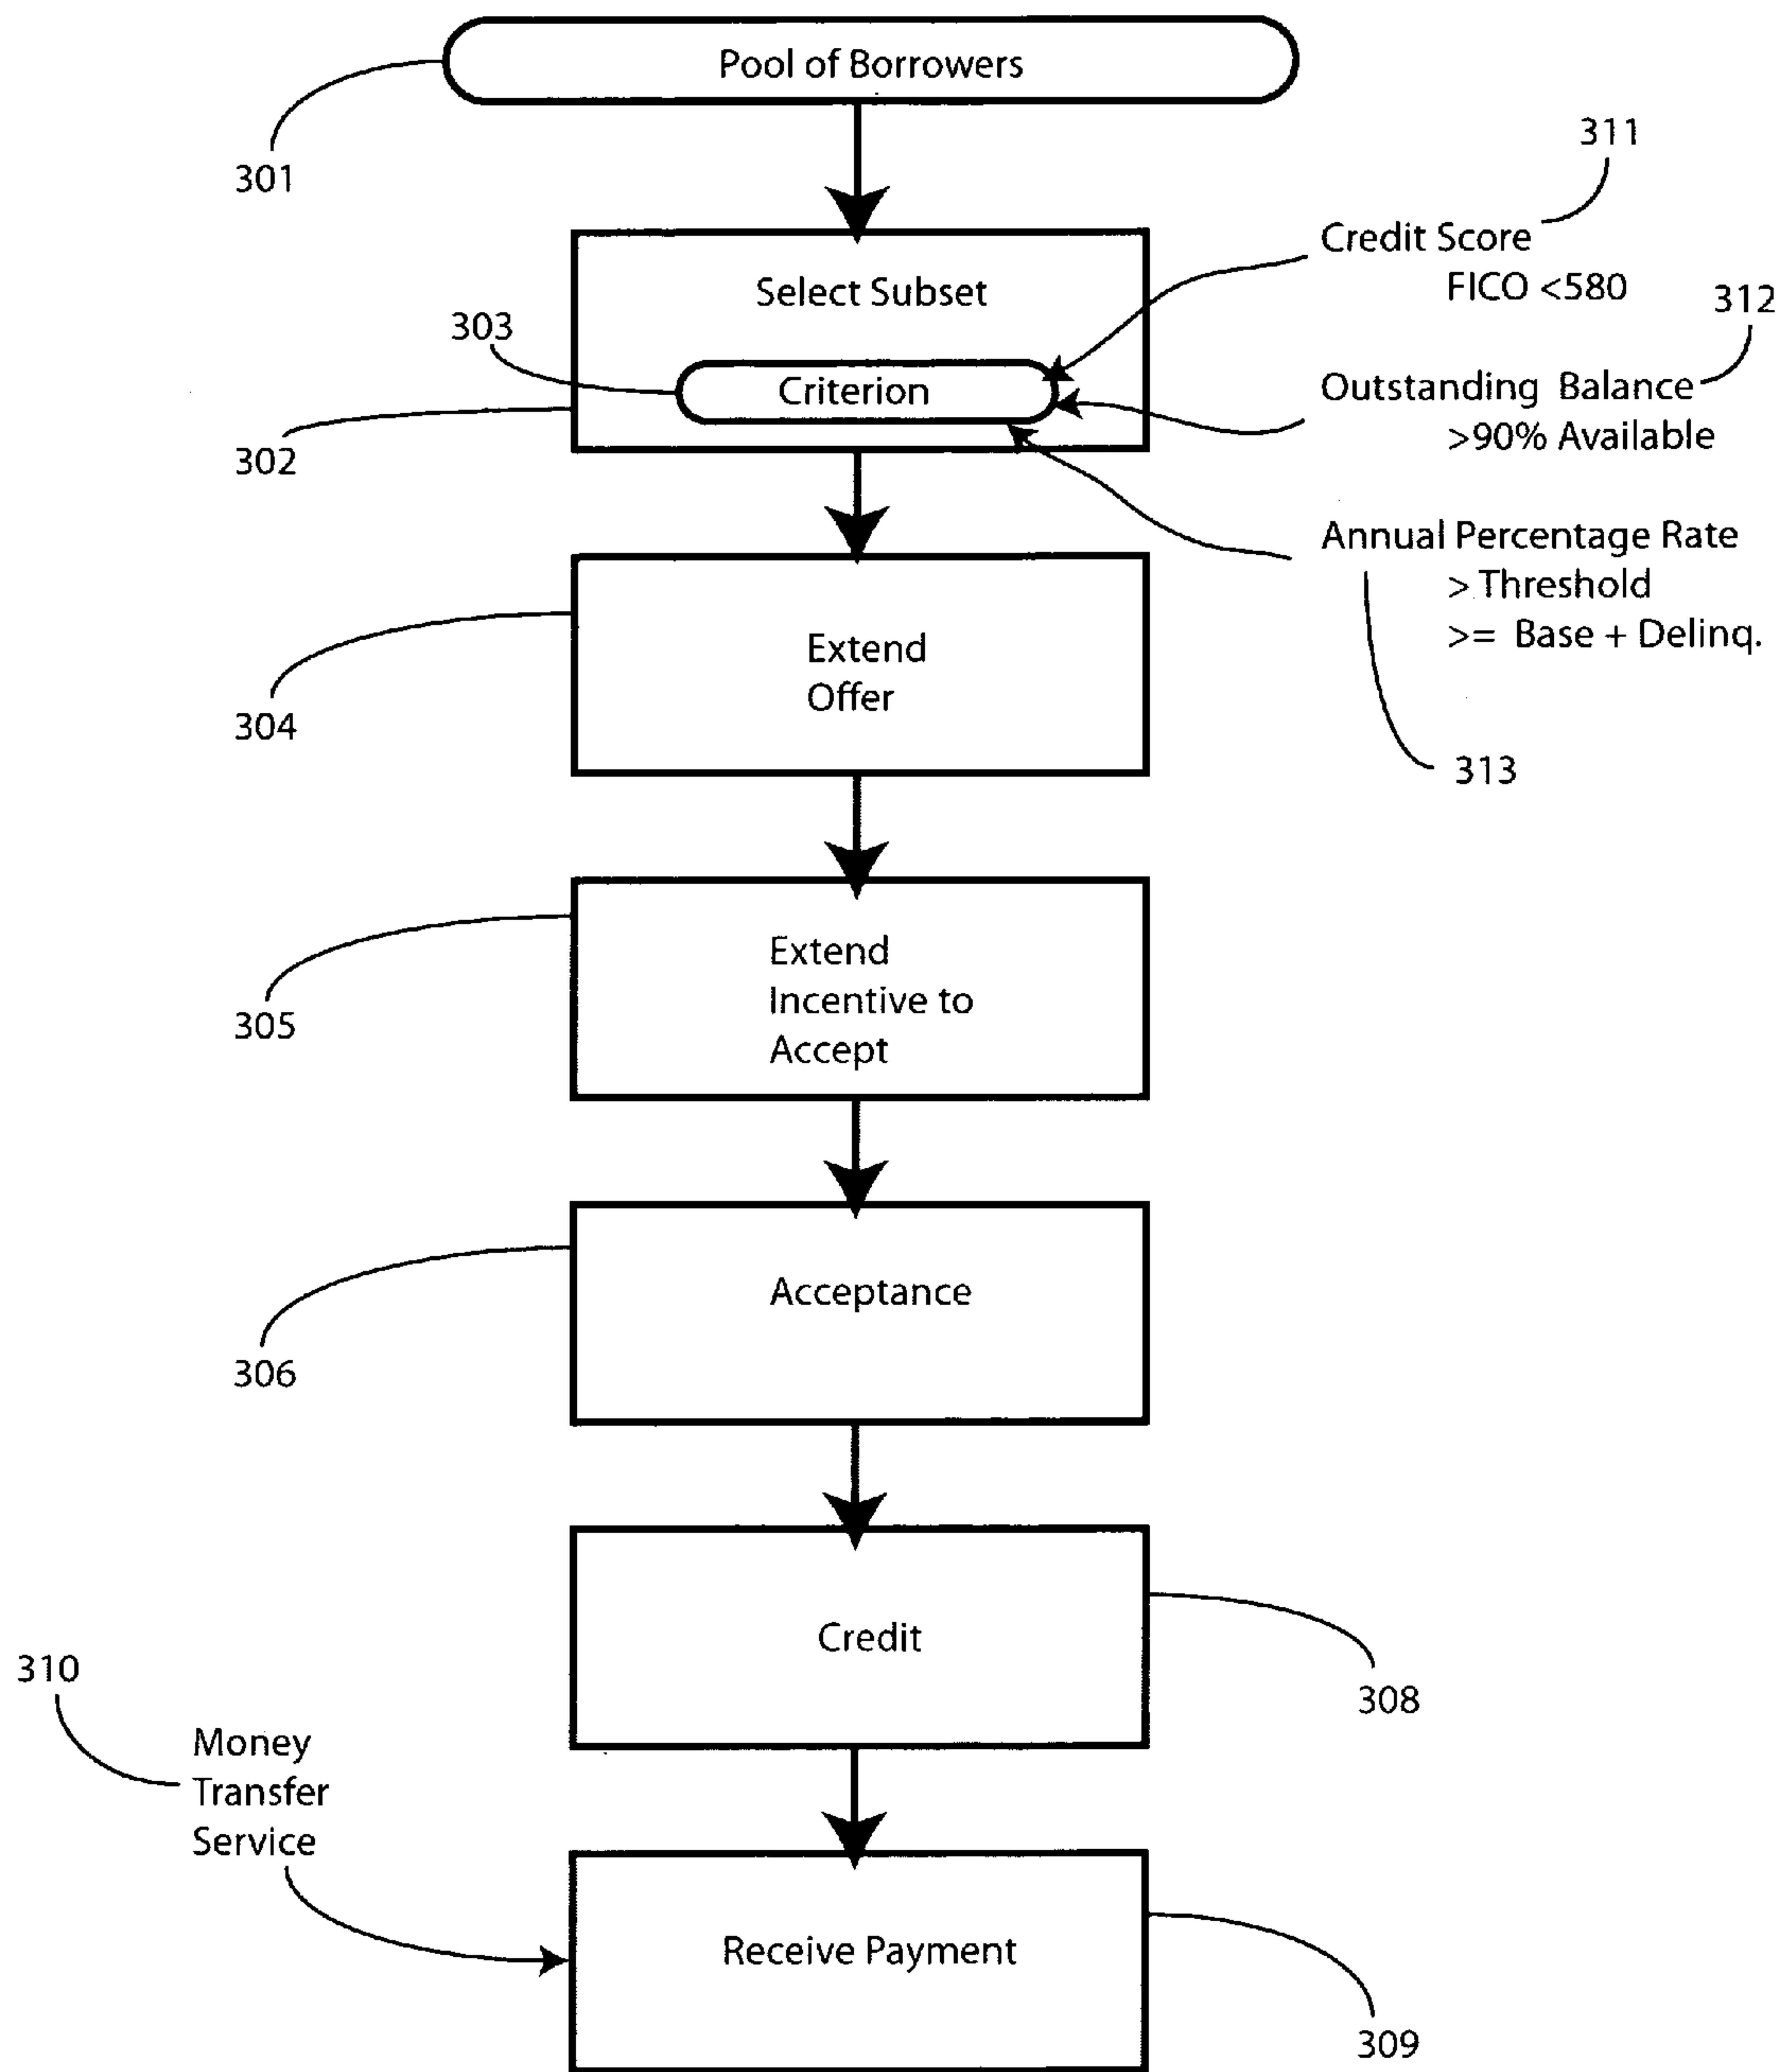 Pool of Borrowers
301
311
Credit Score
FICO <580
Select Subset
312
303
Outstanding Balance
Criterion
>90% Available
302
Annual Percentage Rate
> Threshold
>= Base + Delinq.
Extend
Offer
304
313
Extend
Incentive to
Accept
305
Acceptance
306
Credit
310
308
Money
Transfer
Service
Receive Payment
309